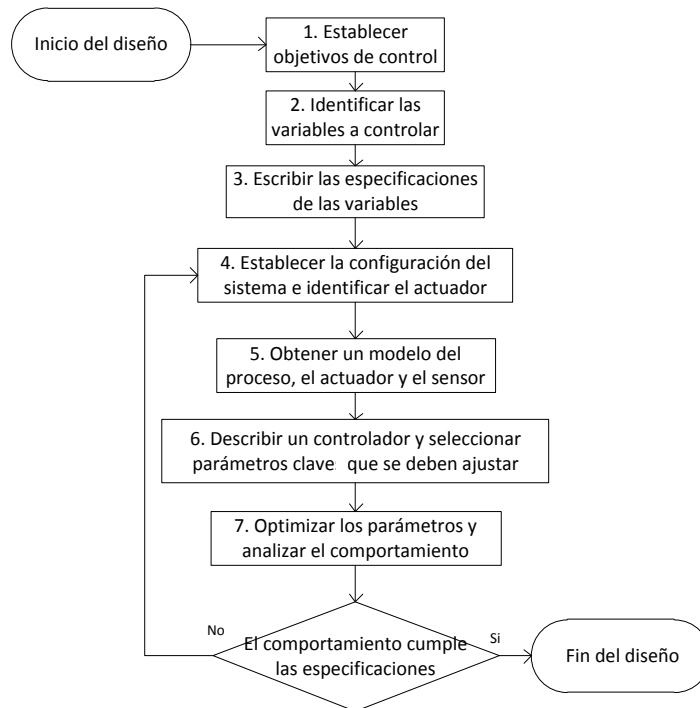 Inicio del diseño
1. Establecer
objetivos de control
2. Identificar las
variables a controlar
3. Escribir las especificaciones
de las variables
4. Establecer la configuración del
sistema e identificar el actuador
5. Obtener un modelo del
proceso, el actuador y el sensor
6. Describir un controlador y seleccionar
parámetros clave que se deben ajustar
7. Optimizar los parámetros y
analizar el comportamiento
No
El comportamiento cumple
las especificaciones
Si
Fin del diseño